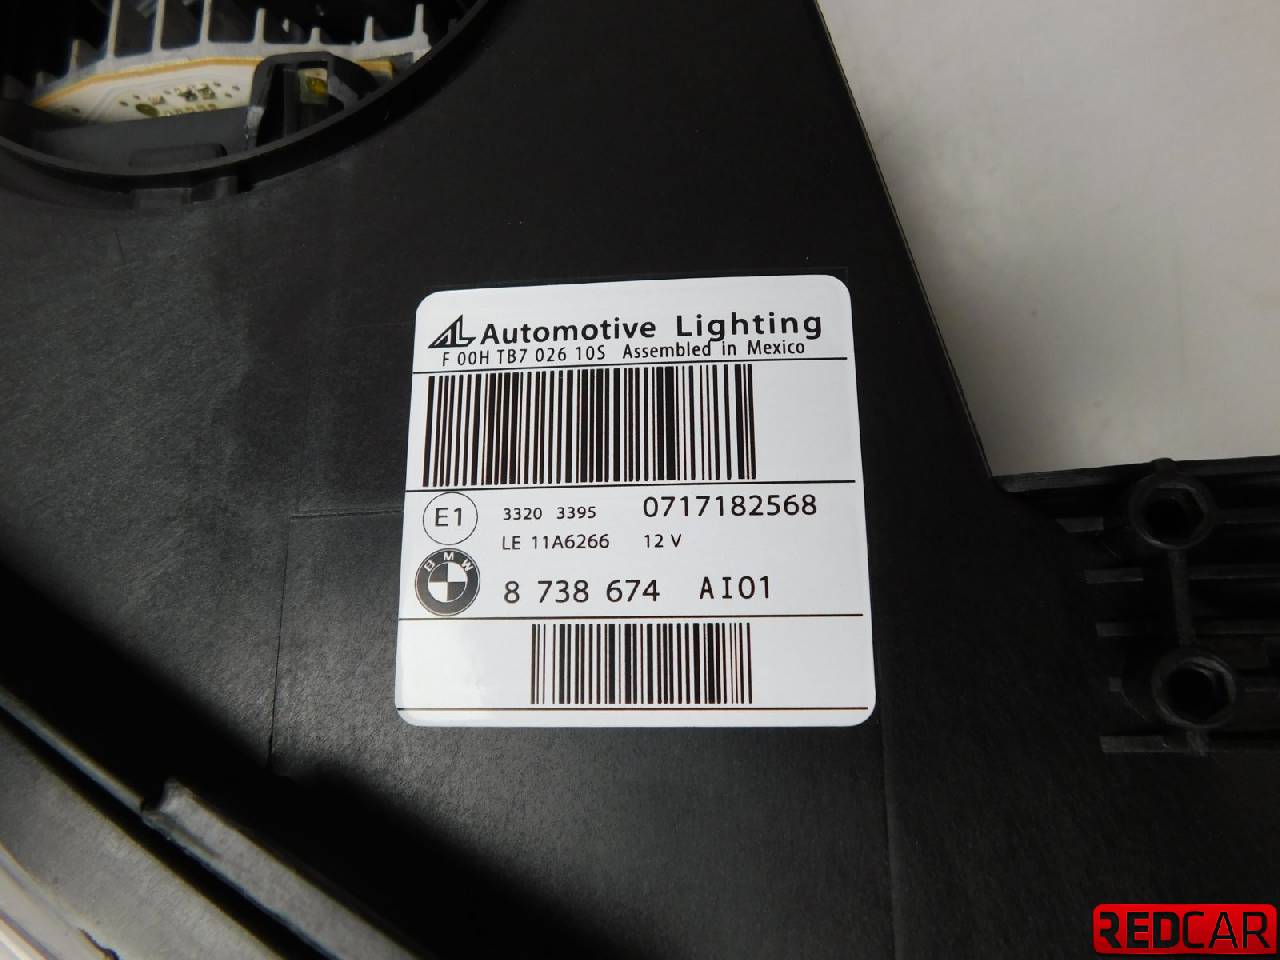 AL Automotive Lighting
F 00H TB7 026 10S Assembled in Mexico
E1 3320 3395 0717182568
LE 11A6266 12 V
BMW
8 738 674 AI01
REDCAR